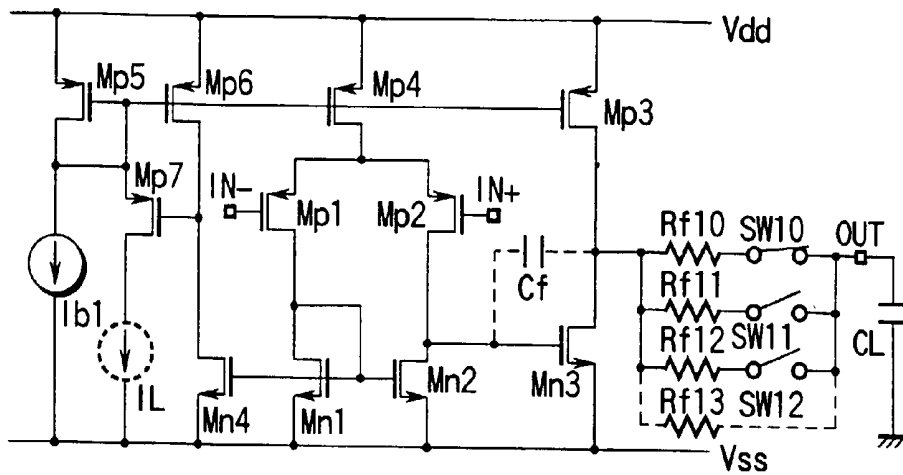 Vdd
Mp5
Mp6
Mp4
Mp3
Mp7
IN-
IN+
Mp1
Mp2
Rf10
SW10
OUT
Cf
Rf11
Ib1
SW11
CL
Rf12
IL
Mn4
Mn1
Mn2
Mn3
SW12
Rf13
Vss